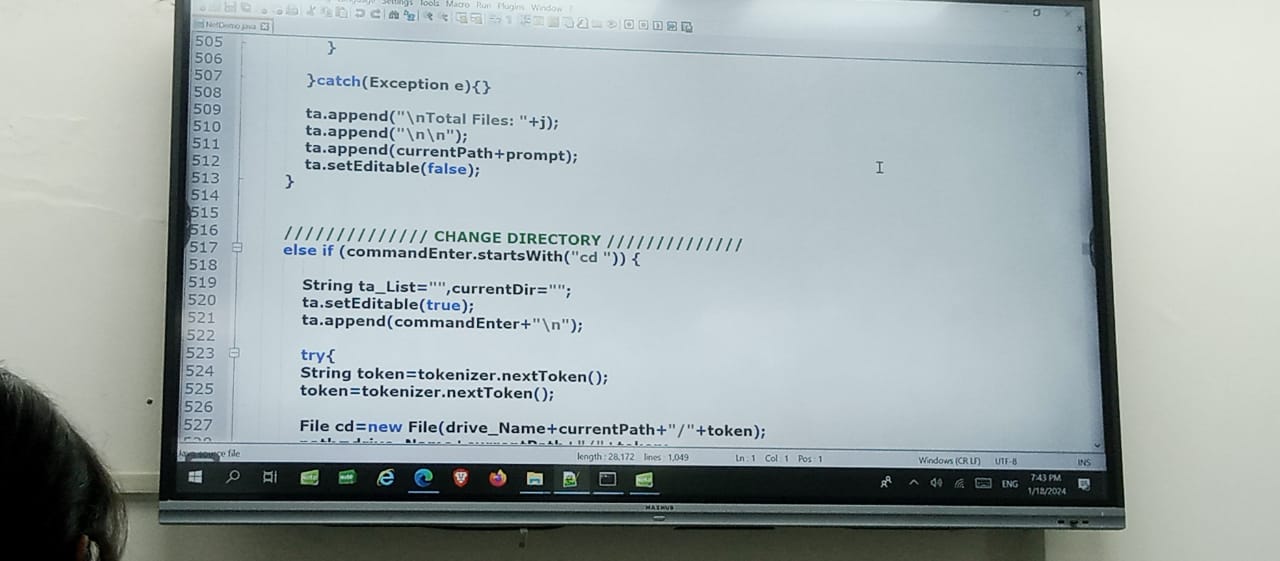 Settings Tools Macro Run Plugins Window
NetDemo.java
505 }
506
507 }catch(Exception e){}
508
509 ta.append("\nTotal Files: "+j);
510 ta.append("\n\n");
511 ta.append(currentPath+prompt);
512 ta.setEditable(false);
513 }
514
515
516 ////////////// CHANGE DIRECTORY //////////////
517 else if (commandEnter.startsWith("cd ")) {
518
519 String ta_List="",currentDir="";
520 ta.setEditable(true);
521 ta.append(commandEnter+"\n");
522
523 try{
524 String token=tokenizer.nextToken();
525 token=tokenizer.nextToken();
526
527 File cd=new File(drive_Name+currentPath+"/"+token);
source file length : 28,172 lines 1,049 Ln : 1 Col 1 Pos : 1 Windows (CR LF) UTF-8 INS
ENG 7:43 PM
1/18/2024
MAXHUB